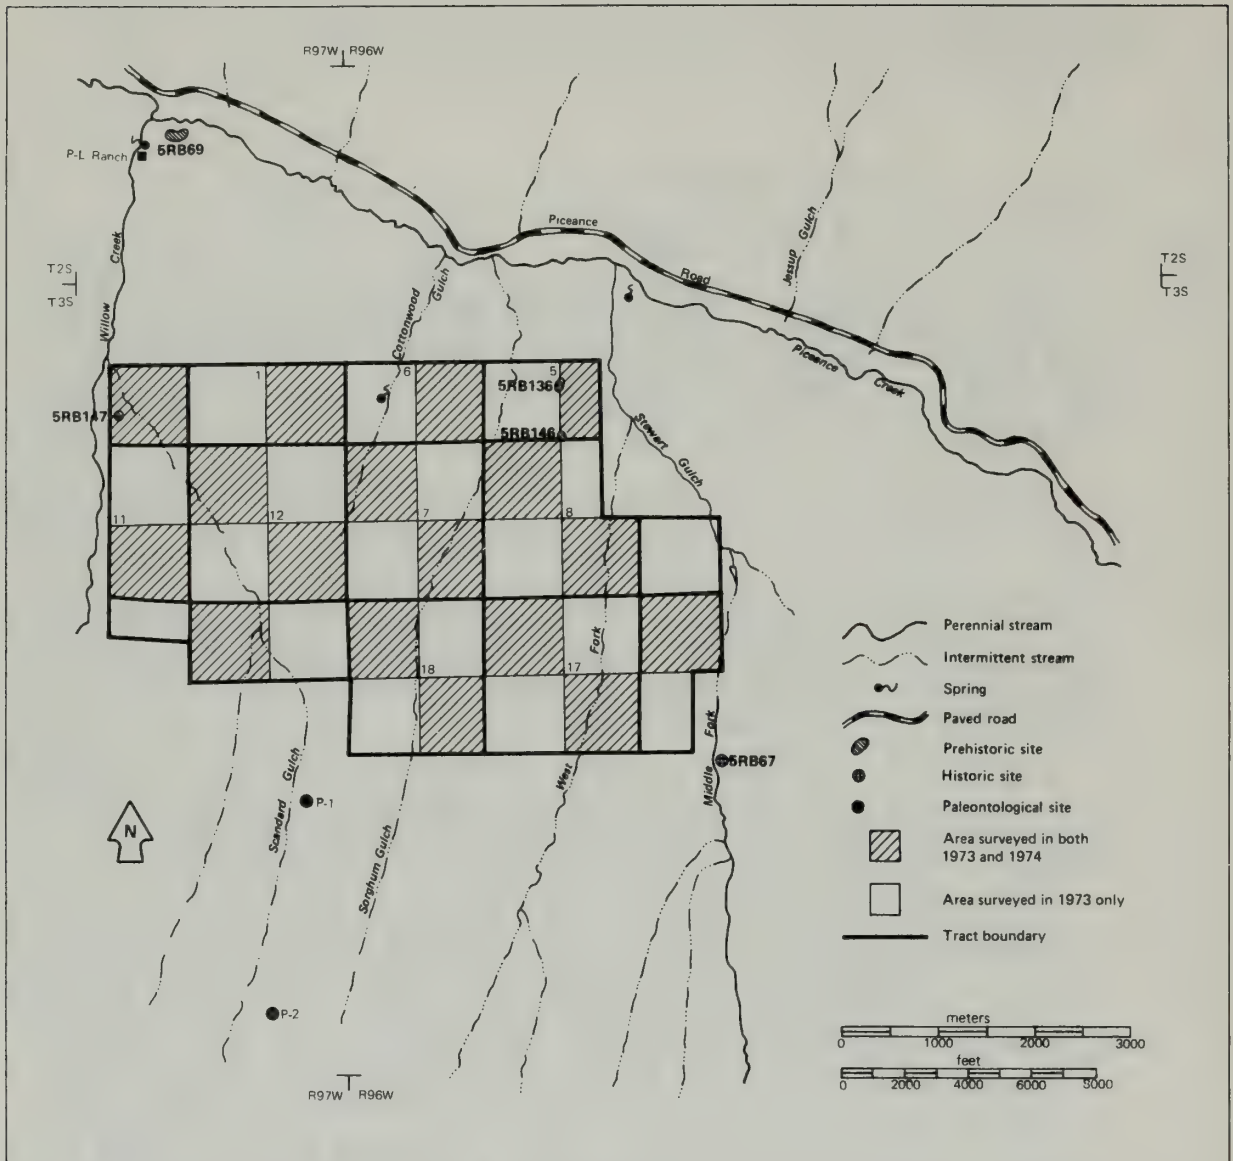 R97W R96W
P-L Ranch
5RB69
Piceance
Road
Jessup Gulch
T2S
T3S
T2S
T3S
Willow Creek
Cottonwood Gulch
Piceance Creek
1
6
5
5RB136
5RB147
5RB146
Stewart Gulch
11
12
7
8
18
17
Fork
West
Middle Fork
5RB67
Scandard Gulch
P-1
Sorghum Gulch
P-2
N
Perennial stream
Intermittent stream
Spring
Paved road
Prehistoric site
Historic site
Paleontological site
Area surveyed in both
1973 and 1974
Area surveyed in 1973 only
Tract boundary
meters
0 1000 2000 3000
feet
0 2000 4000 6000 8000
R97W R96W